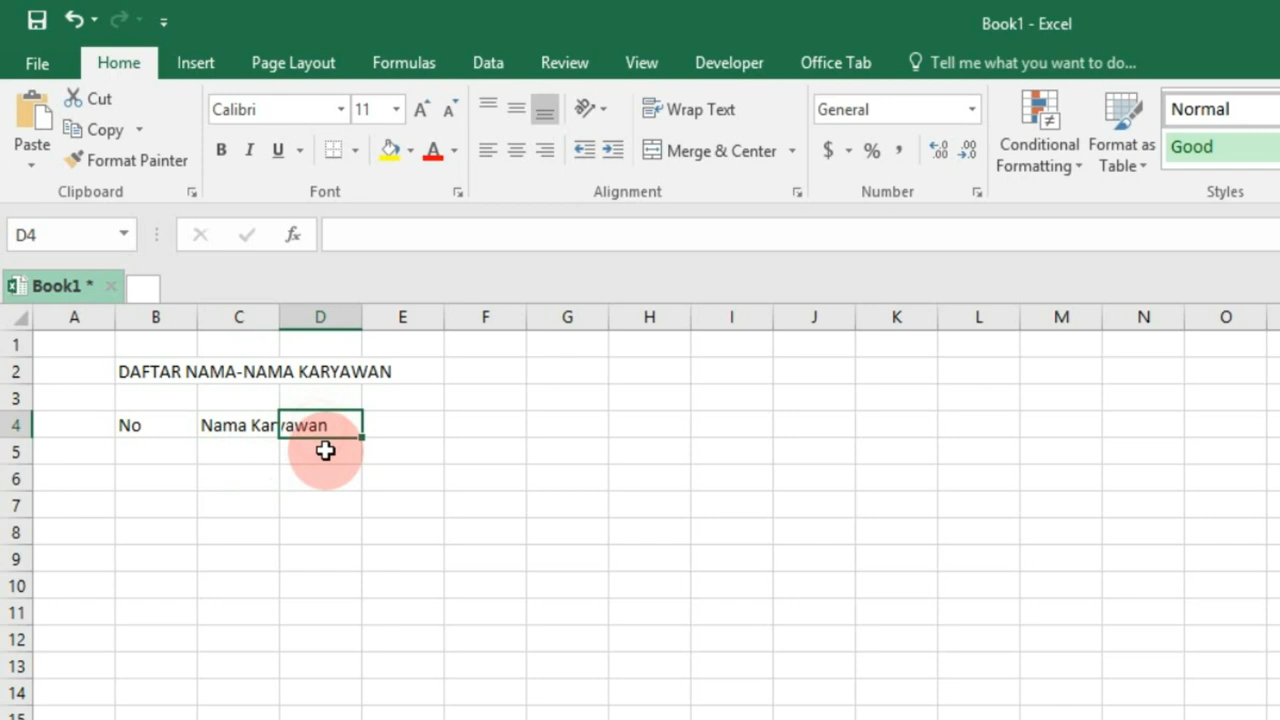 Book1 - Excel
File Home Insert Page Layout Formulas Data Review View Developer Office Tab Tell me what you want to do...
Paste
Cut
Copy
Format Painter
Clipboard
Calibri 11
B I U
Font
Wrap Text
Merge & Center
Alignment
General
$ % ,
Number
Conditional Formatting
Format as Table
Normal
Good
Styles
D4 fx
Book1 *
A B C D E F G H I J K L M N O
1
2 DAFTAR NAMA-NAMA KARYAWAN
3
4 No Nama Karyawan
5
6
7
8
9
10
11
12
13
14
15